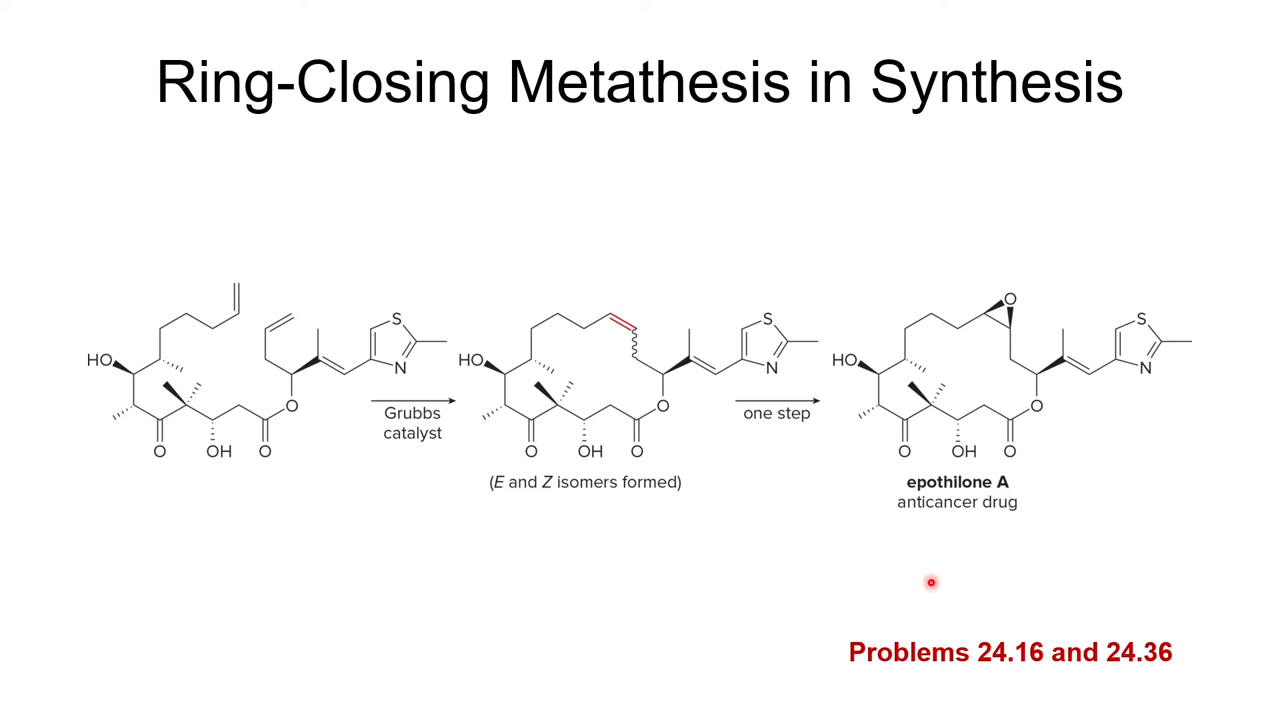 Ring-Closing Metathesis in Synthesis
HO
O
OH
O
O
S
N
Grubbs
catalyst
HO
O
OH
O
O
S
N
(E and Z isomers formed)
one step
O
HO
O
OH
O
O
S
N
epothilone A
anticancer drug
Problems 24.16 and 24.36